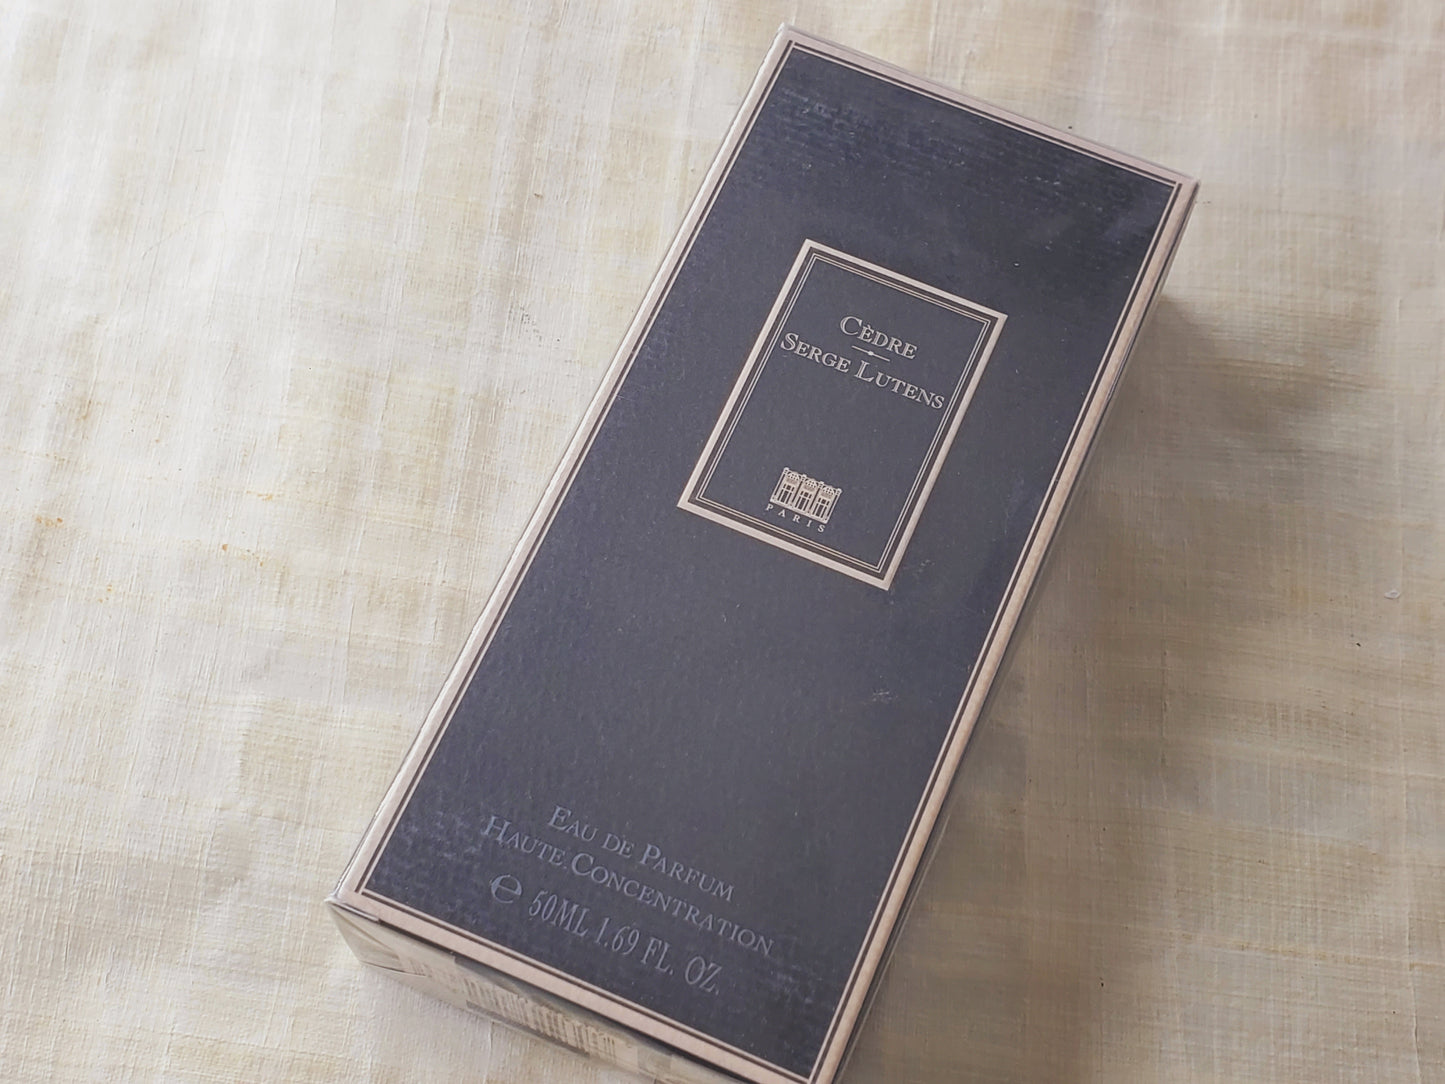 CÈDRE
SERGE LUTENS
PARIS
EAU DE PARFUM
HAUTE CONCENTRATION
℮ 50ML 1.69 FL. OZ.